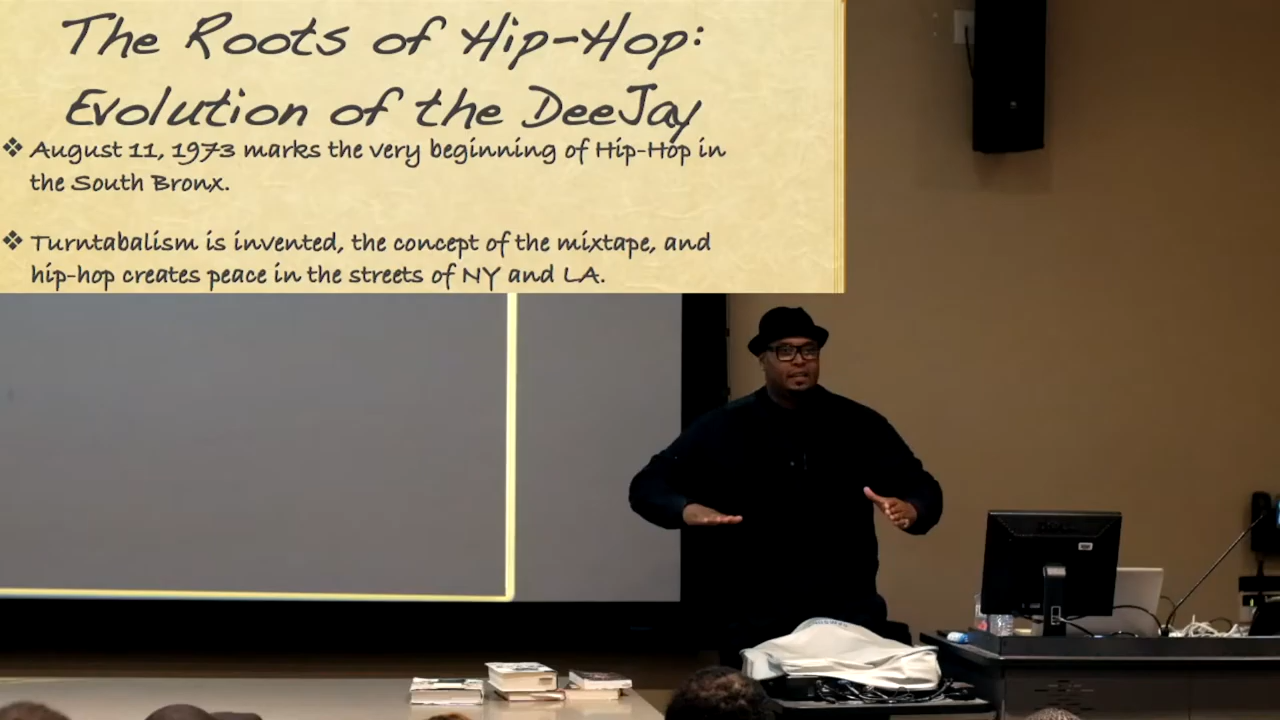 The Roots of Hip-Hop:
Evolution of the DeeJay
❖ August 11, 1973 marks the very beginning of Hip-Hop in
the South Bronx.
❖ Turntabalism is invented, the concept of the mixtape, and
hip-hop creates peace in the streets of NY and LA.